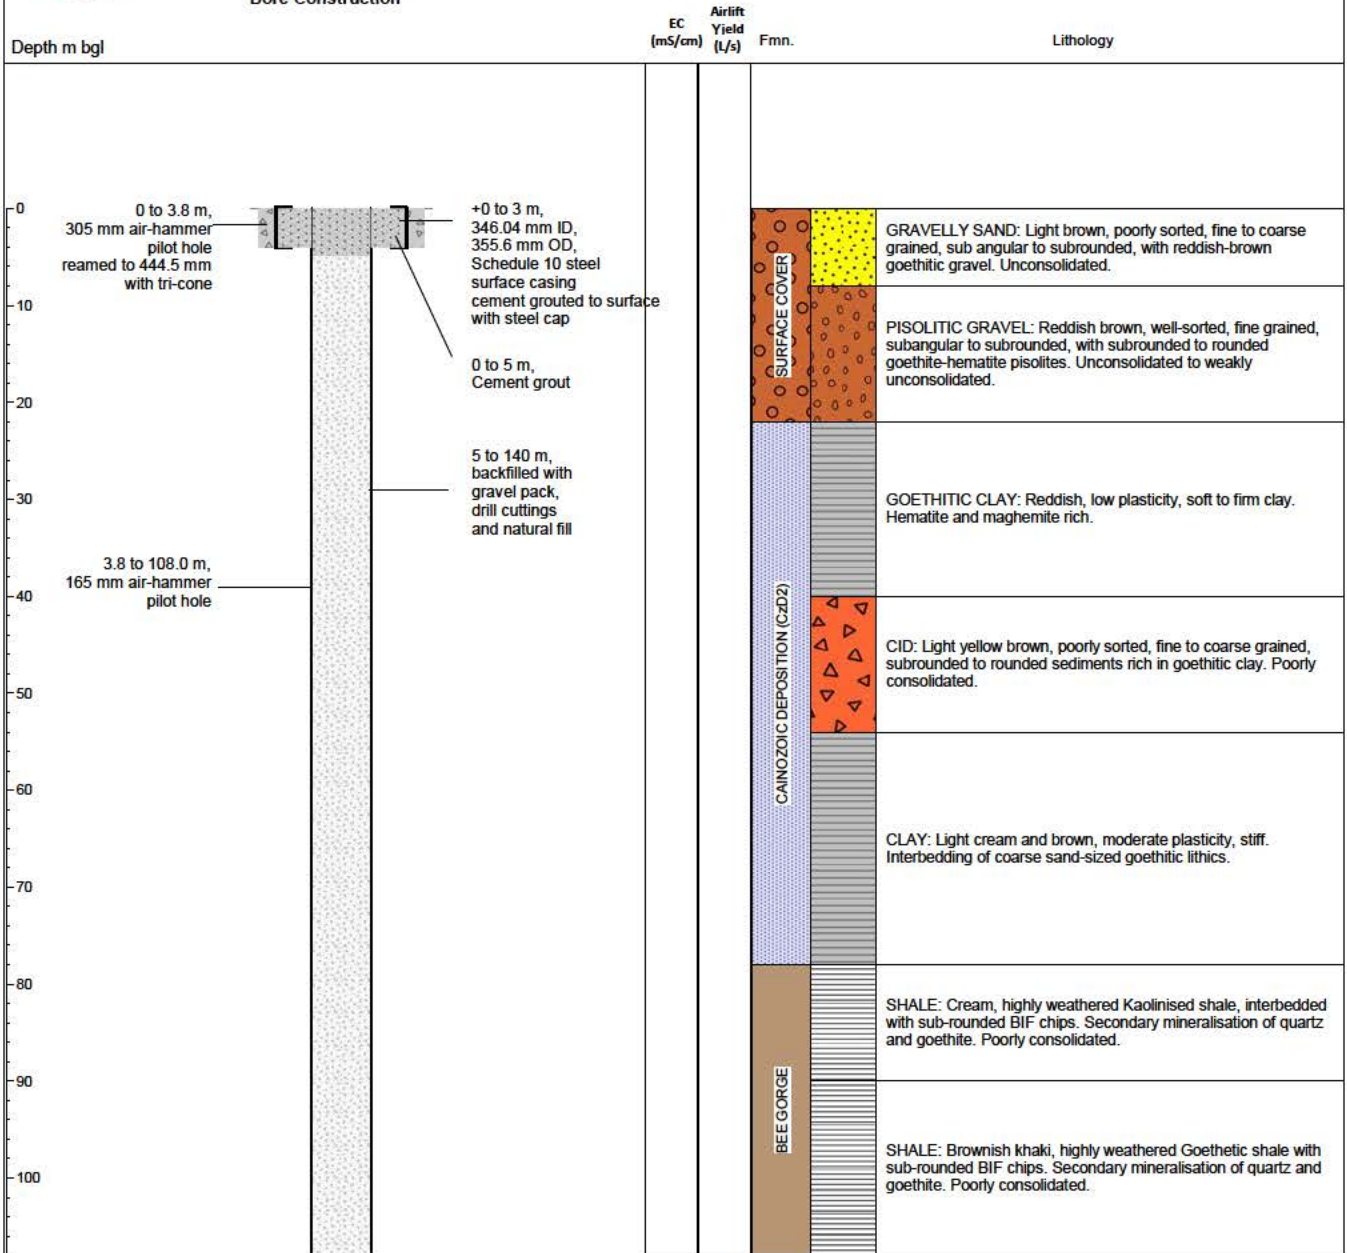 Bore Construction
Depth m bgl
EC
(mS/cm)
Airlift
Yield
(L/s)
Fmn.
Lithology
0
10
20
30
40
50
60
70
80
90
100
0 to 3.8 m,
305 mm air-hammer
pilot hole
reamed to 444.5 mm
with tri-cone
+0 to 3 m,
346.04 mm ID,
355.6 mm OD,
Schedule 10 steel
surface casing
cement grouted to surface
with steel cap
0 to 5 m,
Cement grout
5 to 140 m,
backfilled with
gravel pack,
drill cuttings
and natural fill
3.8 to 108.0 m,
165 mm air-hammer
pilot hole
SURFACE COVER
GRAVELLY SAND: Light brown, poorly sorted, fine to coarse
grained, sub angular to subrounded, with reddish-brown
goethitic gravel. Unconsolidated.
PISOLITIC GRAVEL: Reddish brown, well-sorted, fine grained,
subangular to subrounded, with subrounded to rounded
goethite-hematite pisolites. Unconsolidated to weakly
unconsolidated.
CAINOZOIC DEPOSITION (CzD2)
GOETHITIC CLAY: Reddish, low plasticity, soft to firm clay.
Hematite and maghemite rich.
CID: Light yellow brown, poorly sorted, fine to coarse grained,
subrounded to rounded sediments rich in goethitic clay. Poorly
consolidated.
CLAY: Light cream and brown, moderate plasticity, stiff.
Interbedding of coarse sand-sized goethitic lithics.
BEE GORGE
SHALE: Cream, highly weathered Kaolinised shale, interbedded
with sub-rounded BIF chips. Secondary mineralisation of quartz
and goethite. Poorly consolidated.
SHALE: Brownish khaki, highly weathered Goethetic shale with
sub-rounded BIF chips. Secondary mineralisation of quartz and
goethite. Poorly consolidated.